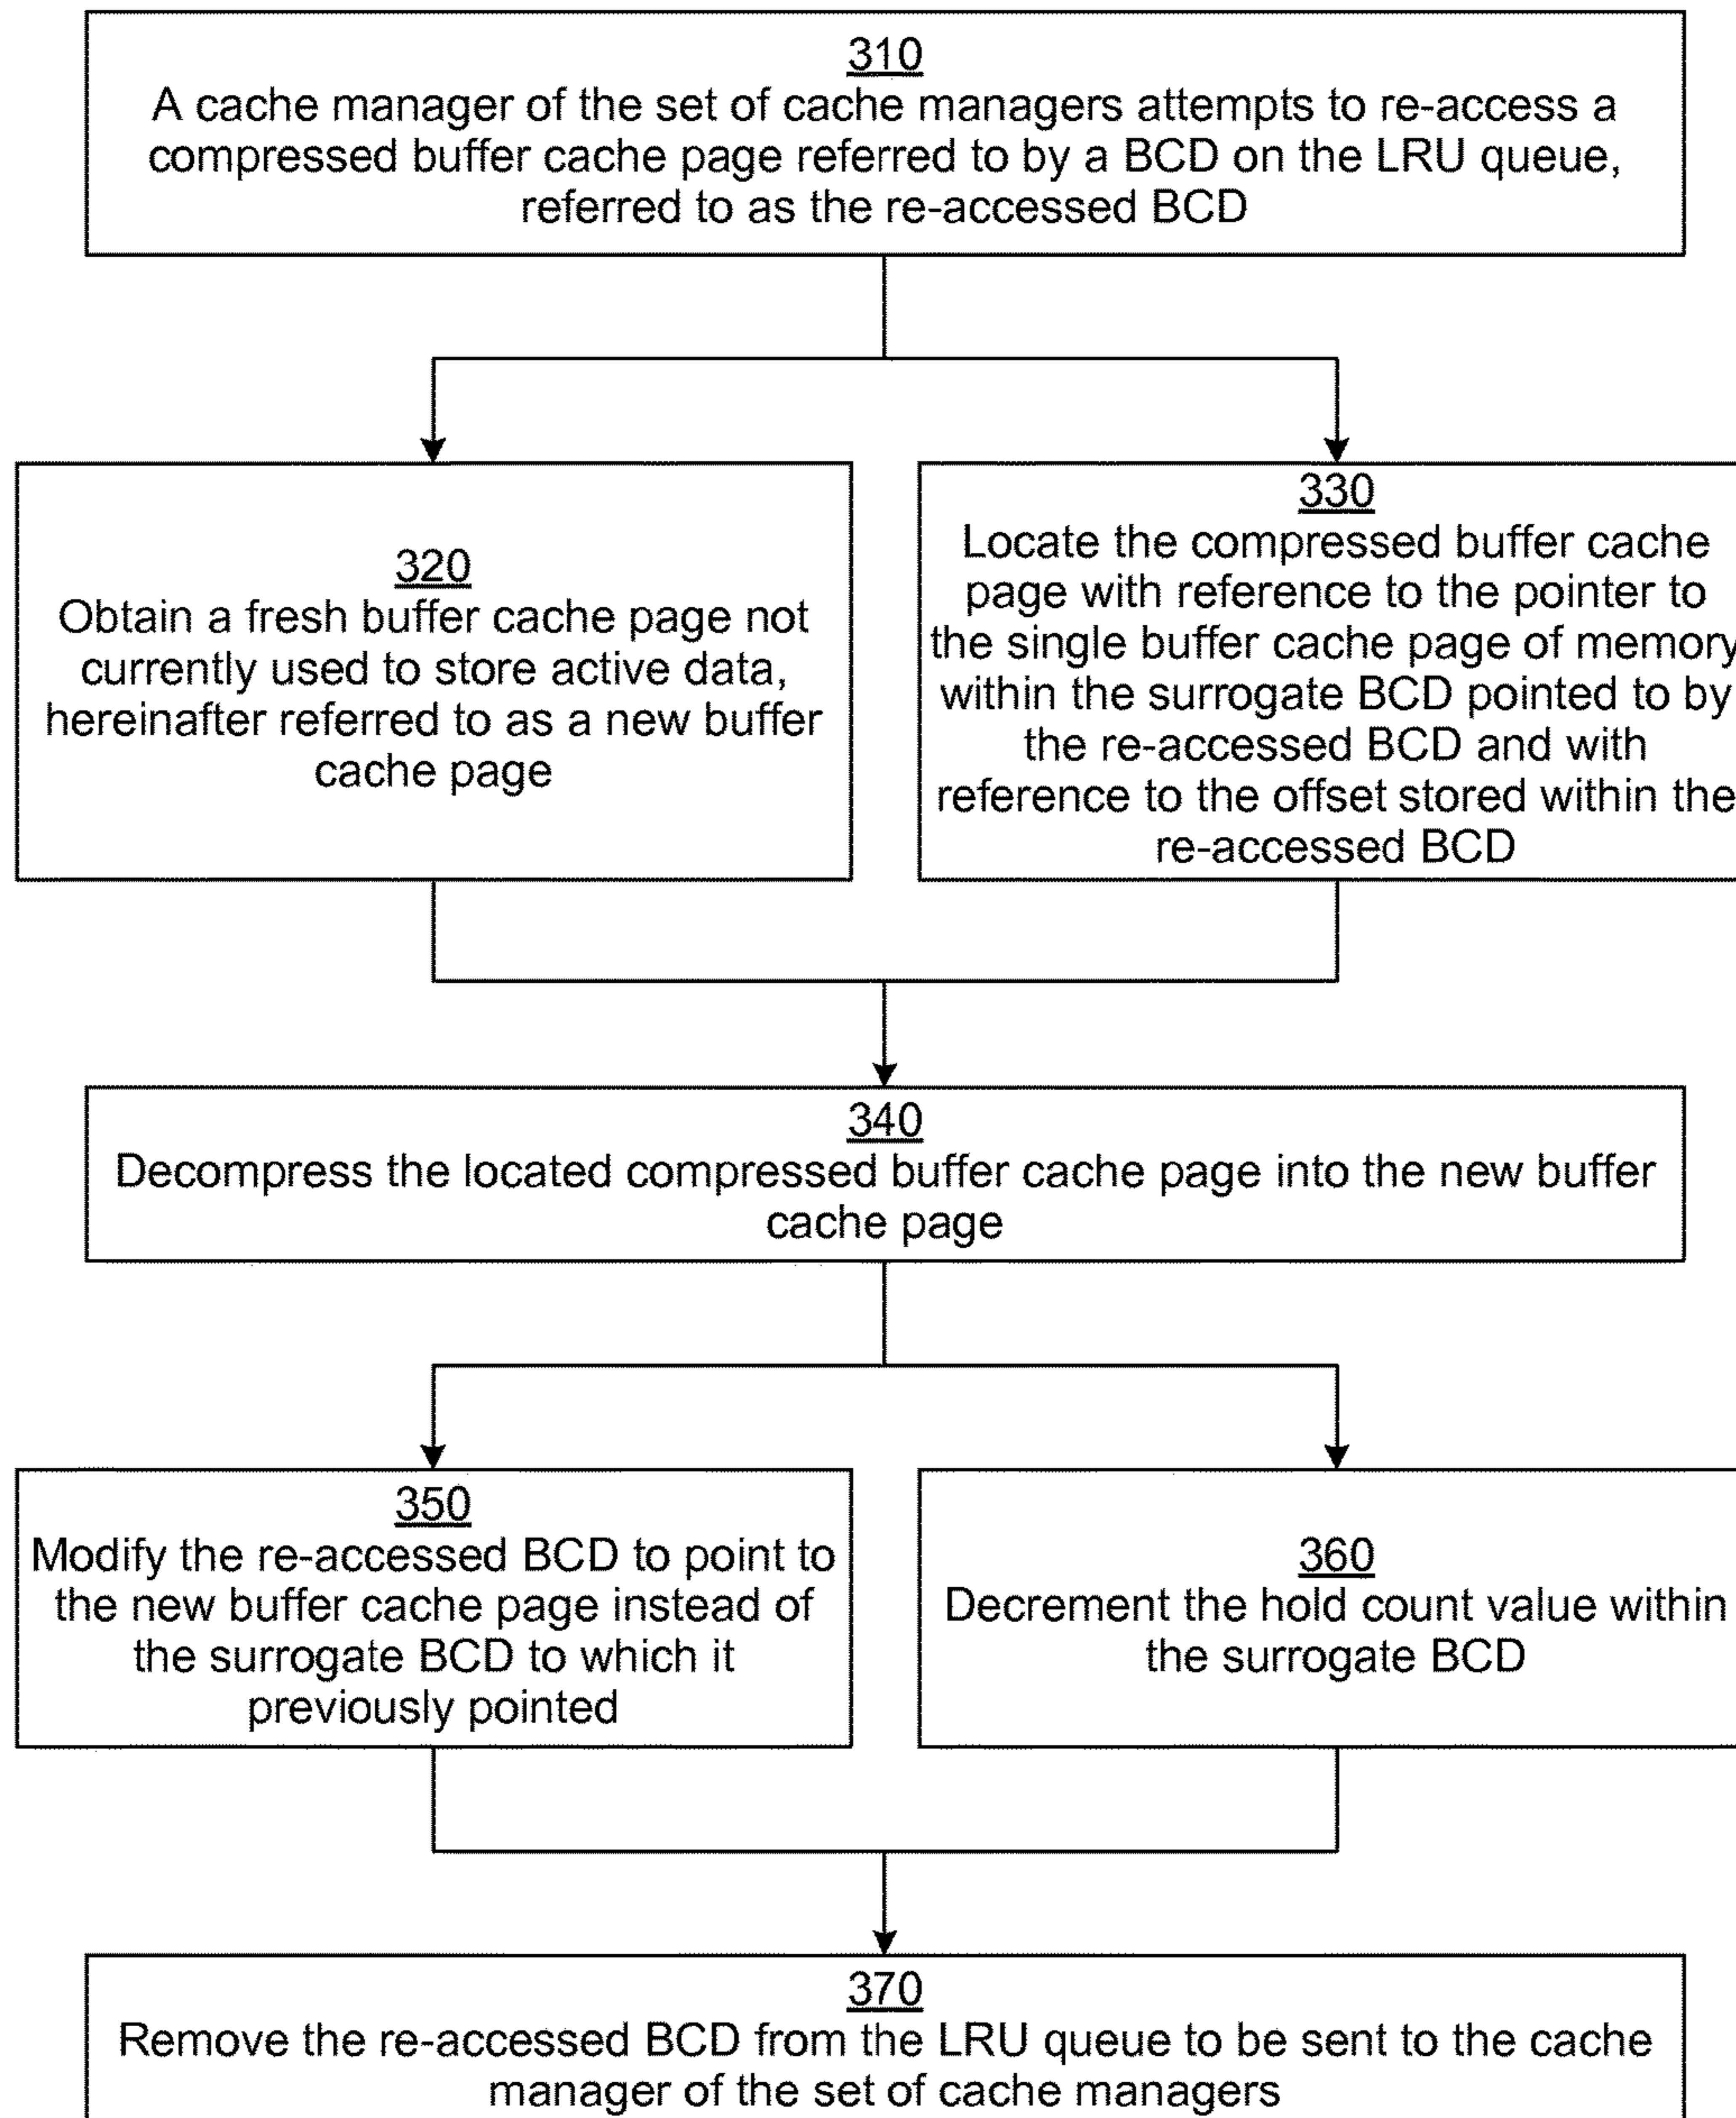 310
A cache manager of the set of cache managers attempts to re-access a
compressed buffer cache page referred to by a BCD on the LRU queue,
referred to as the re-accessed BCD
320
Obtain a fresh buffer cache page not
currently used to store active data,
hereinafter referred to as a new buffer
cache page
330
Locate the compressed buffer cache
page with reference to the pointer to
the single buffer cache page of memory
within the surrogate BCD pointed to by
the re-accessed BCD and with
reference to the offset stored within the
re-accessed BCD
340
Decompress the located compressed buffer cache page into the new buffer
cache page
350
Modify the re-accessed BCD to point to
the new buffer cache page instead of
the surrogate BCD to which it
previously pointed
360
Decrement the hold count value within
the surrogate BCD
370
Remove the re-accessed BCD from the LRU queue to be sent to the cache
manager of the set of cache managers